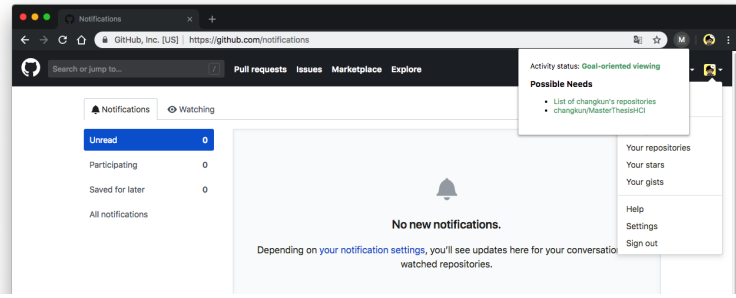 Notifications
GitHub, Inc. [US] | https://github.com/notifications
M
Search or jump to...
/
Pull requests Issues Marketplace Explore
Activity status: Goal-oriented viewing
Possible Needs
List of changkun's repositories
changkun/MasterThesisHCI
Notifications
Watching
Unread 0
Participating 0
Saved for later 0
All notifications
No new notifications.
Depending on your notification settings, you'll see updates here for your conversatio
watched repositories.
Your repositories
Your stars
Your gists
Help
Settings
Sign out